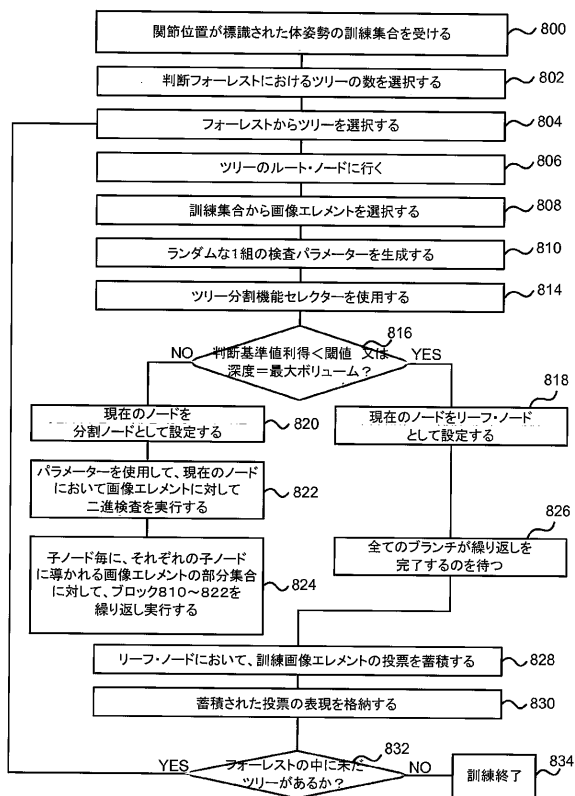 関節位置が標識された体姿勢の訓練集合を受ける
800
判断フォーレストにおけるツリーの数を選択する
802
フォーレストからツリーを選択する
804
ツリーのルート・ノードに行く
806
訓練集合から画像エレメントを選択する
808
ランダムな1組の検査パラメーターを生成する
810
ツリー分割機能セレクターを使用する
814
816
NO
判断基準値利得<閾値 又は
深度=最大ボリューム?
YES
現在のノードを
分割ノードとして設定する
820
818
現在のノードをリーフ・ノード
として設定する
パラメーターを使用して、現在のノード
において画像エレメントに対して
二進検査を実行する
822
子ノード毎に、それぞれの子ノード
に導かれる画像エレメントの部分集合
に対して、ブロック810~822を
繰り返し実行する
824
826
全てのブランチが繰り返しを
完了するのを待つ
リーフ・ノードにおいて、訓練画像エレメントの投票を蓄積する
828
蓄積された投票の表現を格納する
830
832
YES
フォーレストの中に未だ
ツリーがあるか?
NO
訓練終了
834